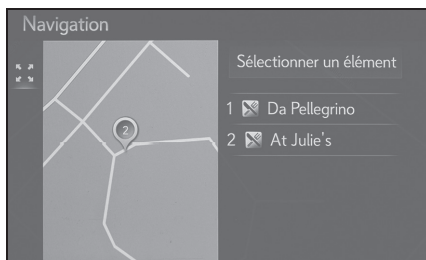 Navigation
Sélectionner un élément
1 Da Pellegrino
2 At Julie's
2